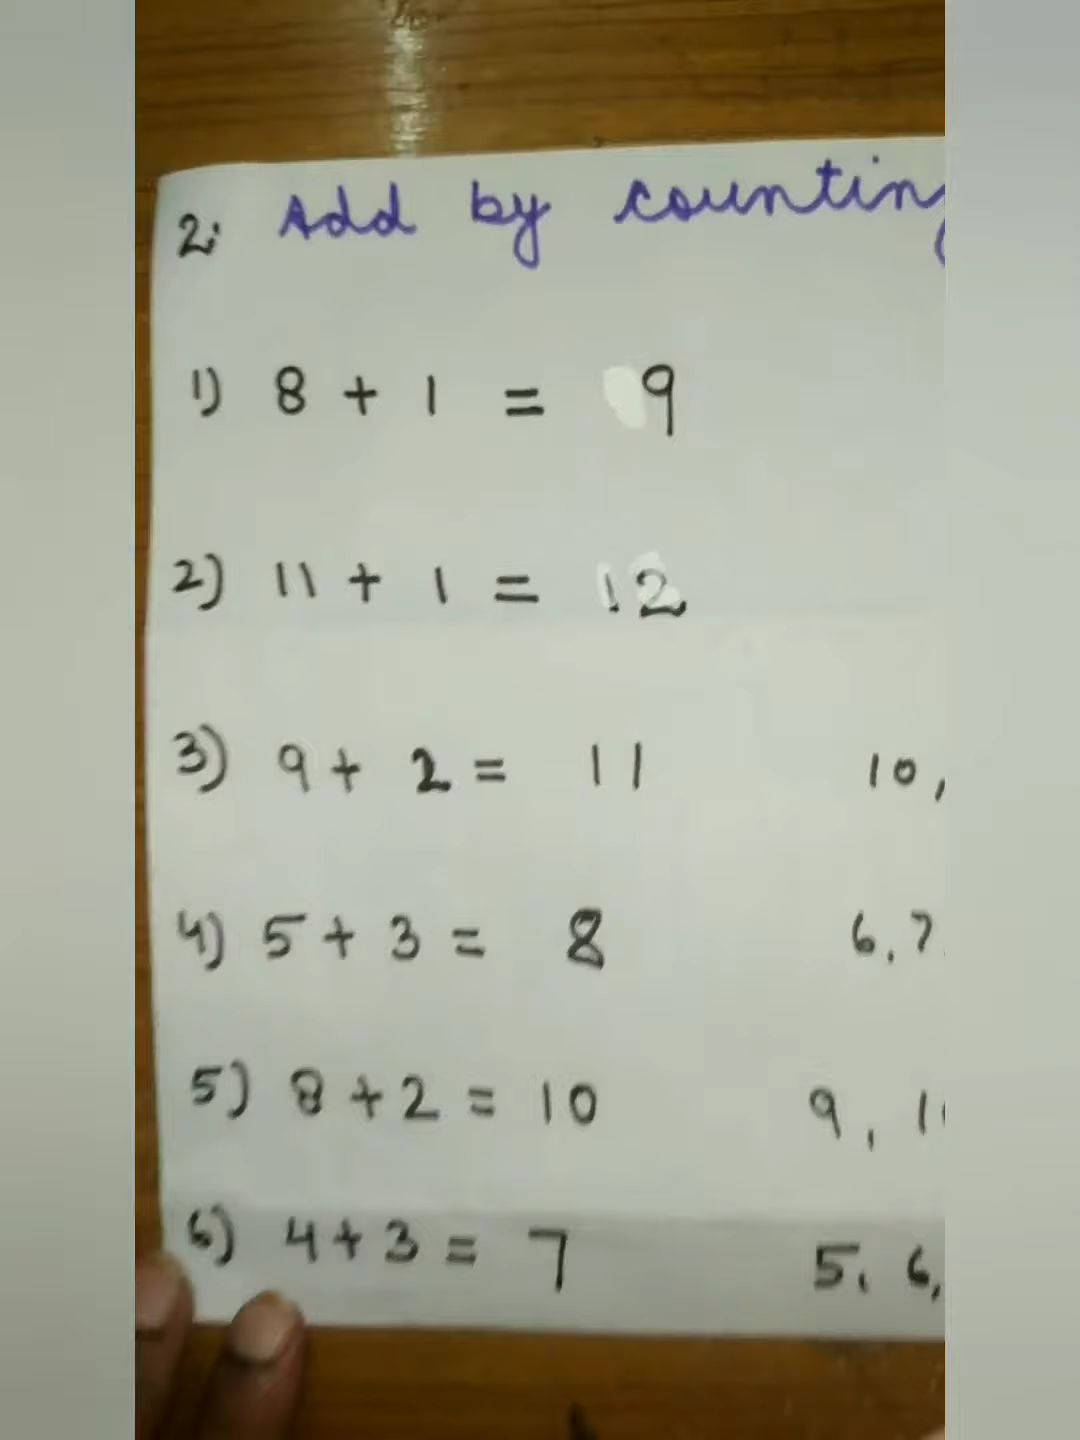 2. Add by counting
1) 8 + 1 = 9
2) 11 + 1 = 12
3) 9 + 2 = 11 10,
4) 5 + 3 = 8 6, 7
5) 8 + 2 = 10 9,
6) 4 + 3 = 7 5, 6,